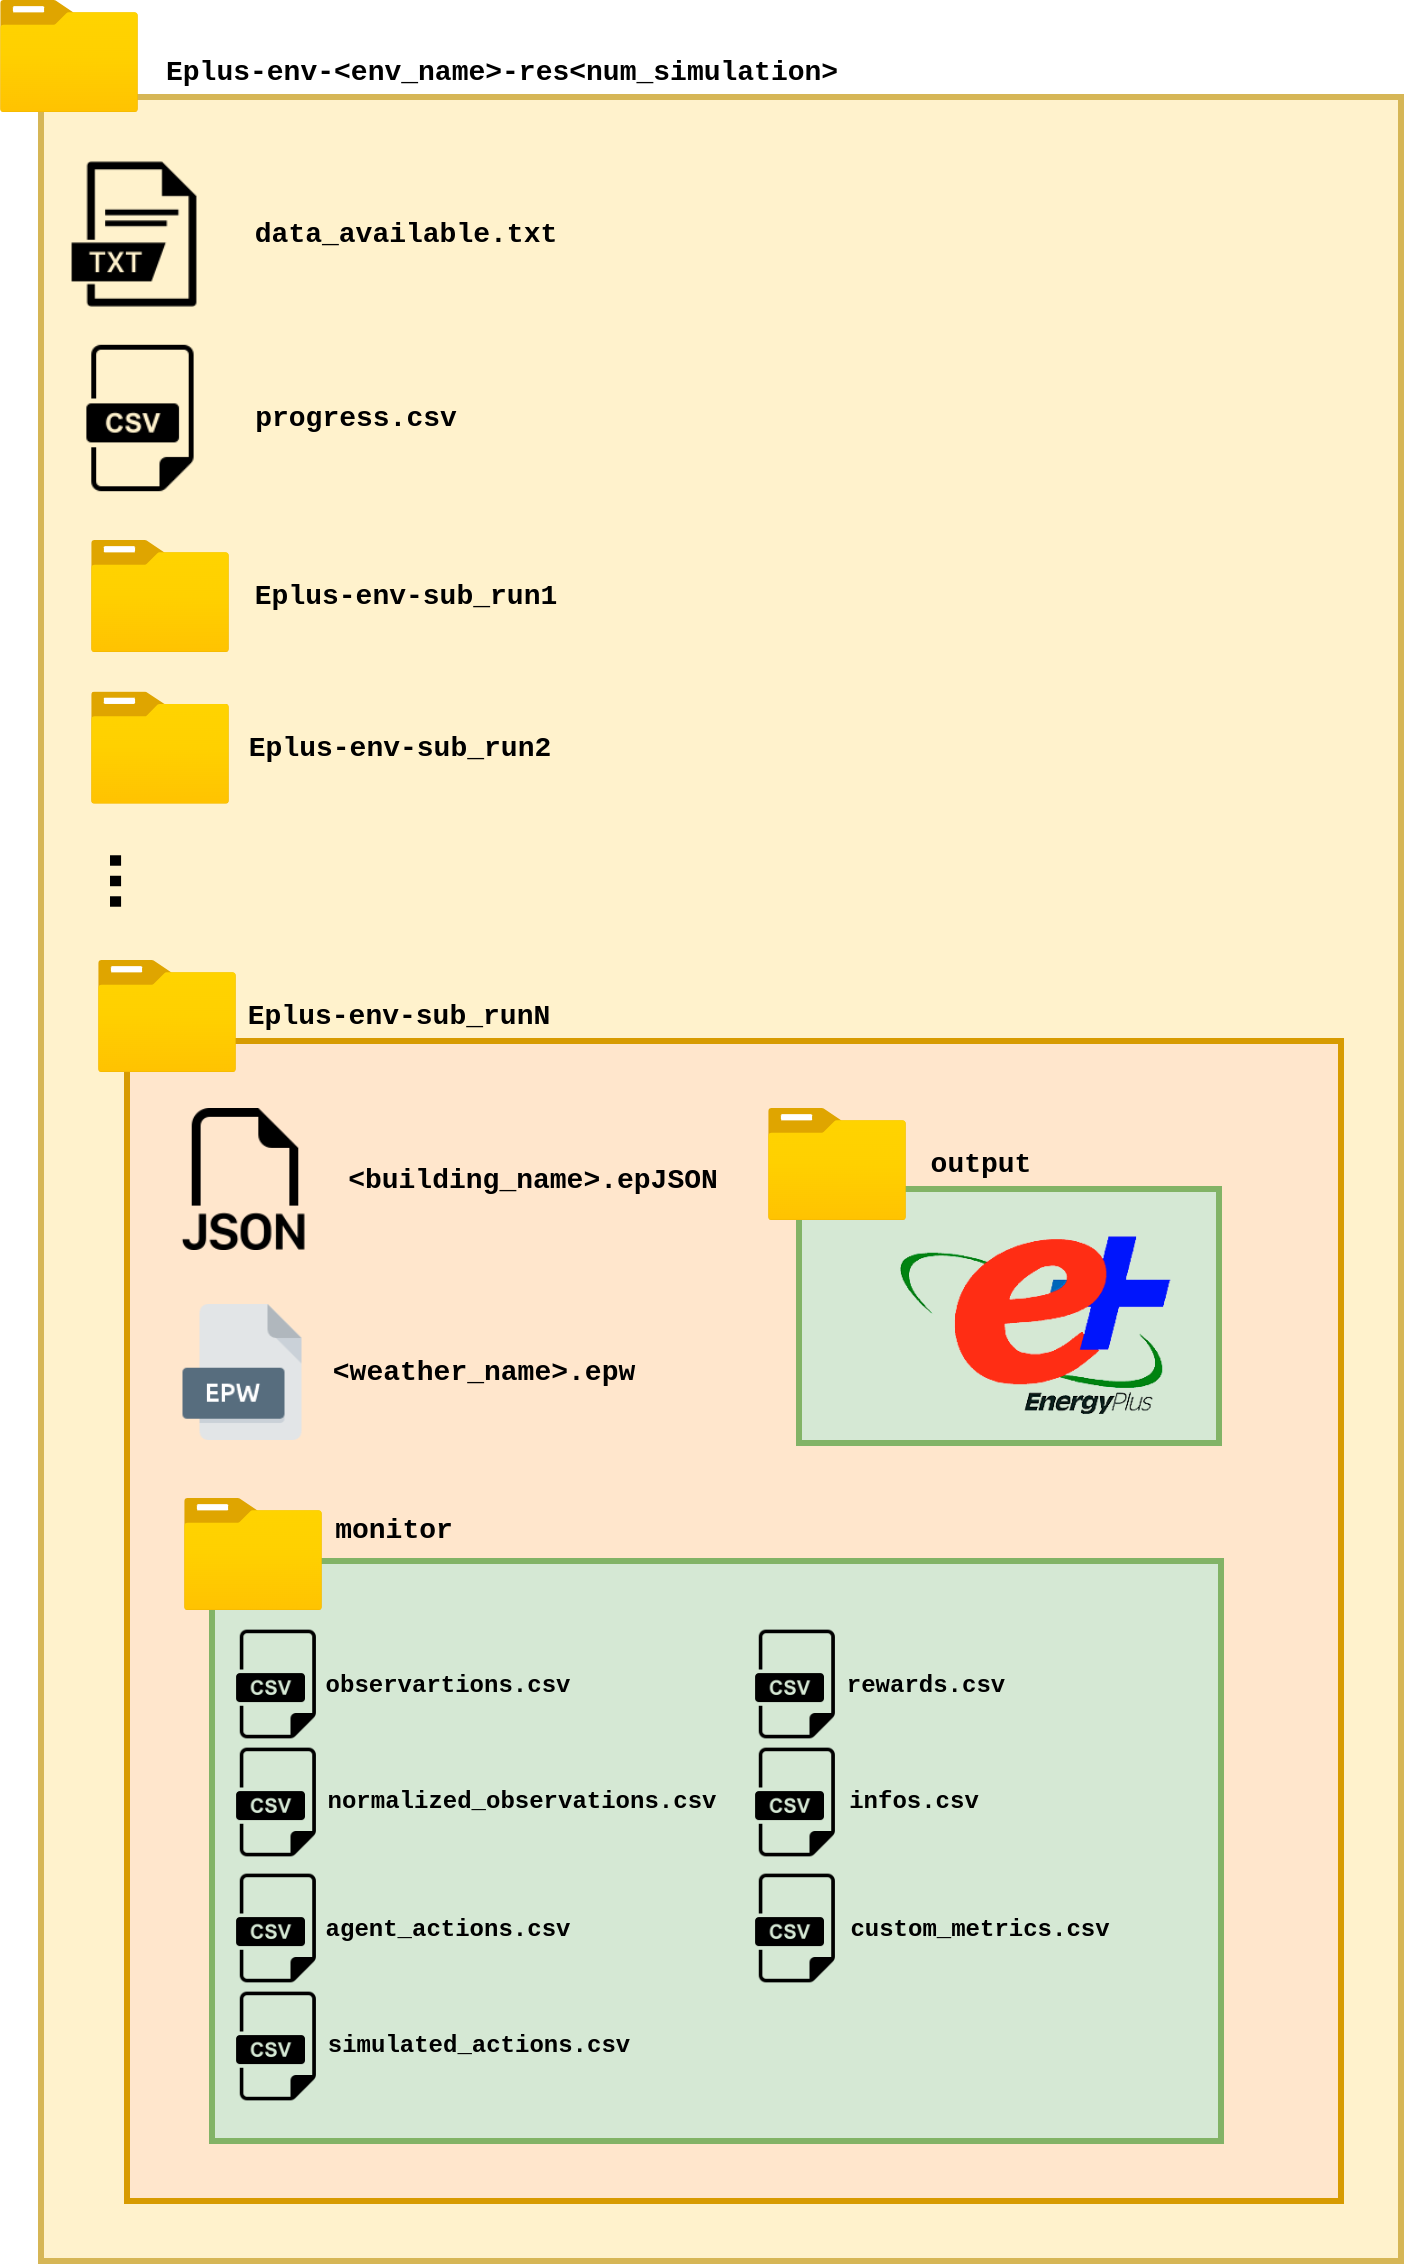 Eplus-env-<env_name>-res<num_simulation>
TXT
data_available.txt
CSV
progress.csv
Eplus-env-sub_run1
Eplus-env-sub_run2
Eplus-env-sub_runN
JSON
<building_name>.epJSON
output
e+
EnergyPlus
EPW
<weather_name>.epw
monitor
CSV
observartions.csv
CSV
rewards.csv
CSV
normalized_observations.csv
CSV
infos.csv
CSV
agent_actions.csv
CSV
custom_metrics.csv
CSV
simulated_actions.csv